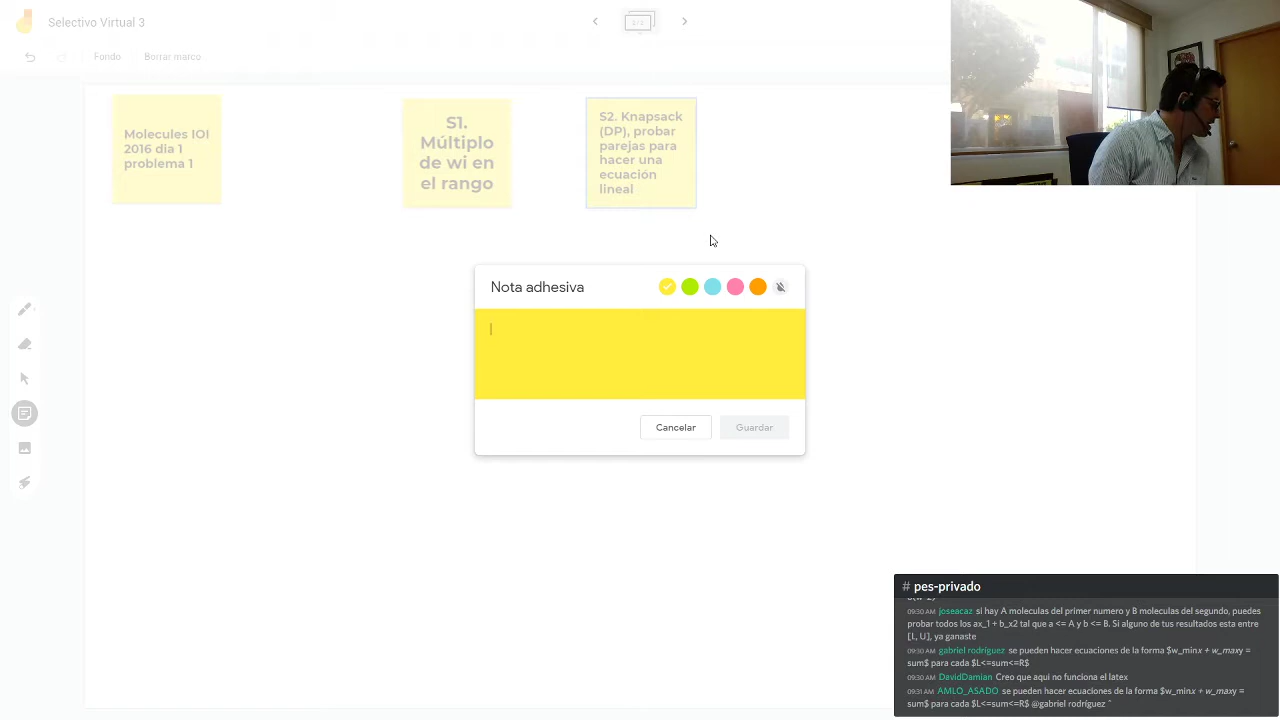 Selectivo Virtual 3
Fondo
Borrar marco
Molecules IOI
2016 dia 1
problema 1
S1.
Múltiplo
de wi en
el rango
S2. Knapsack
(DP), probar
parejas para
hacer una
ecuación
lineal
Nota adhesiva
Cancelar
Guardar
# pes-privado
09:30 AM joseacaz si hay A moleculas del primer numero y B moleculas del segundo, puedes
probar todos los ax_1 + b_x2 tal que a <= A y b <= B. Si alguno de tus resultados esta entre
[L, U], ya ganaste
09:30 AM gabriel rodríguez se pueden hacer ecuaciones de la forma $w_minx + w_maxy =
sum$ para cada $L<=sum<=R$
09:30 AM DavidDamian Creo que aqui no funciona el latex
09:31 AM AMLO_ASADO se pueden hacer ecuaciones de la forma $w_minx + w_maxy =
sum$ para cada $L<=sum<=R$ @gabriel rodríguez ^